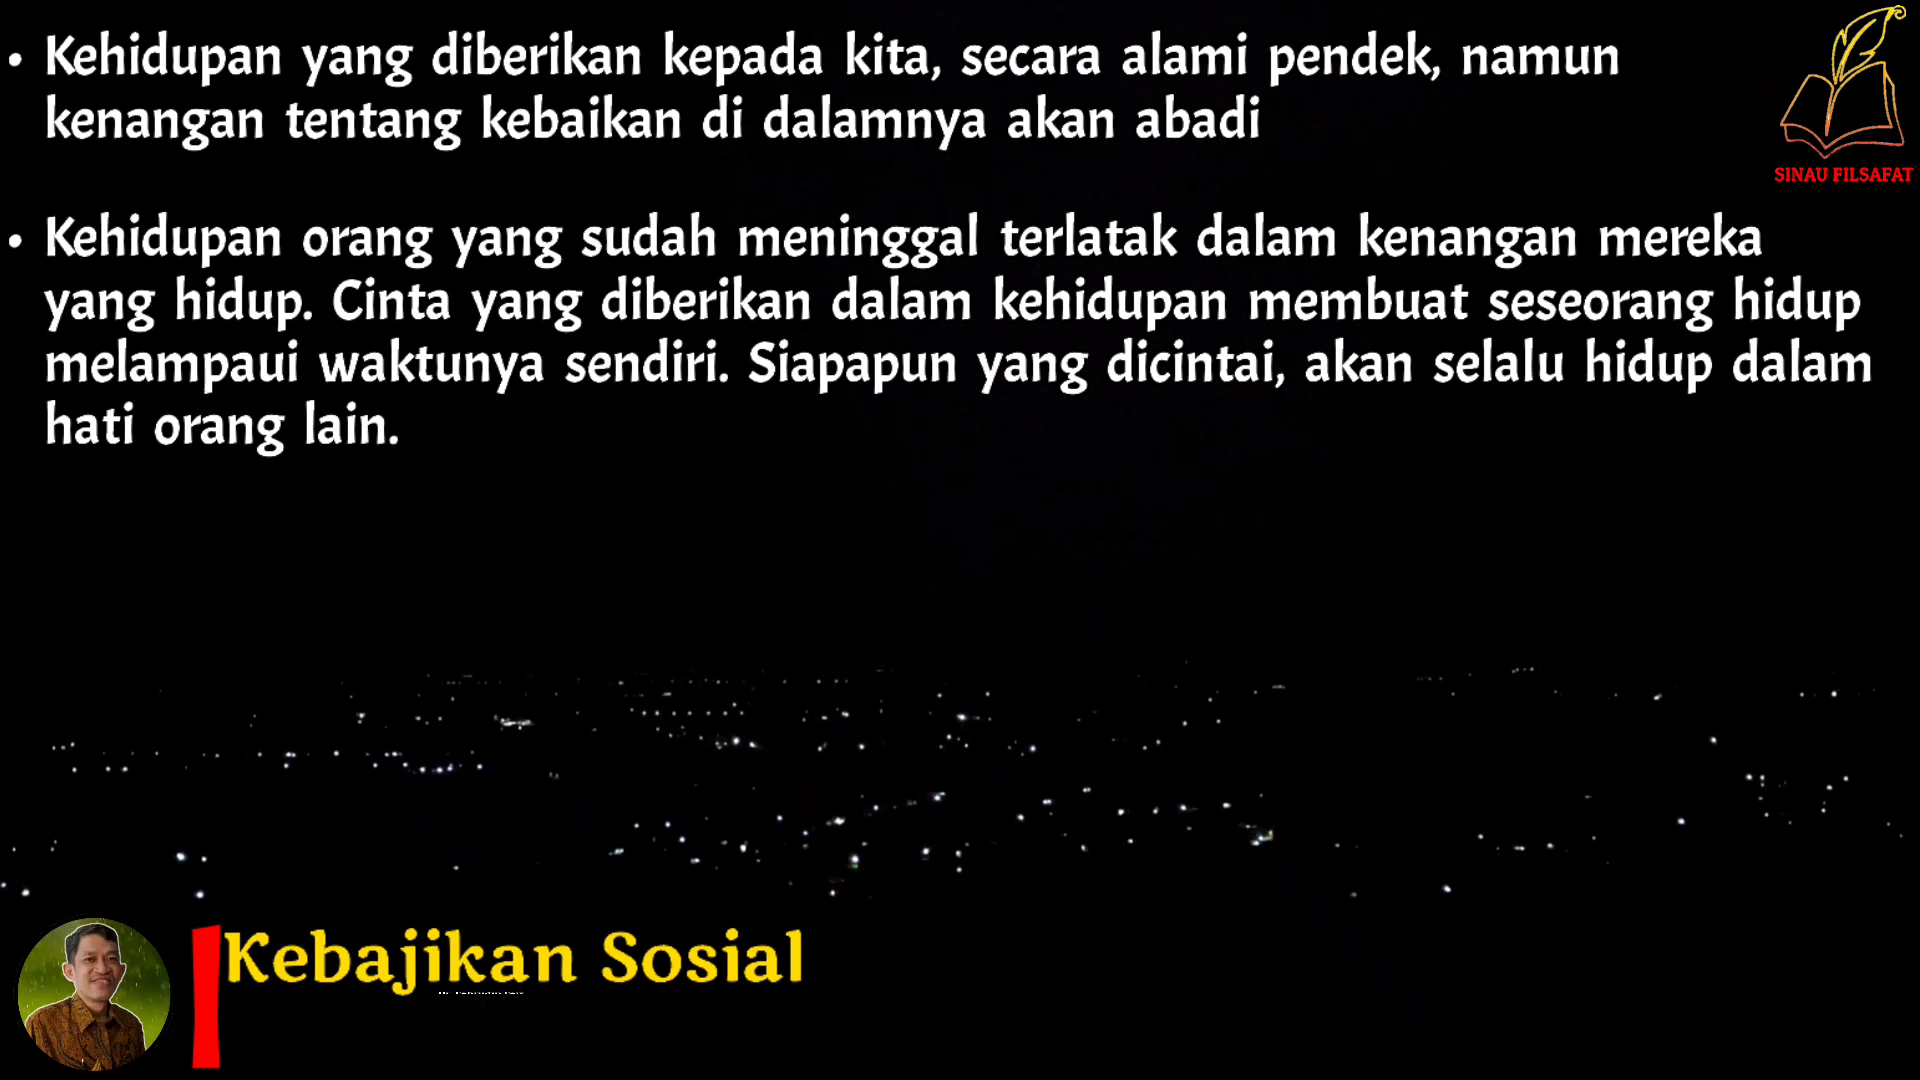 • Kehidupan yang diberikan kepada kita, secara alami pendek, namun
kenangan tentang kebaikan di dalamnya akan abadi
• Kehidupan orang yang sudah meninggal terlatak dalam kenangan mereka
yang hidup. Cinta yang diberikan dalam kehidupan membuat seseorang hidup
melampaui waktunya sendiri. Siapapun yang dicintai, akan selalu hidup dalam
hati orang lain.
SINAU FILSAFAT
Kebajikan Sosial